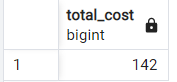 total_cost
bigint
1 142